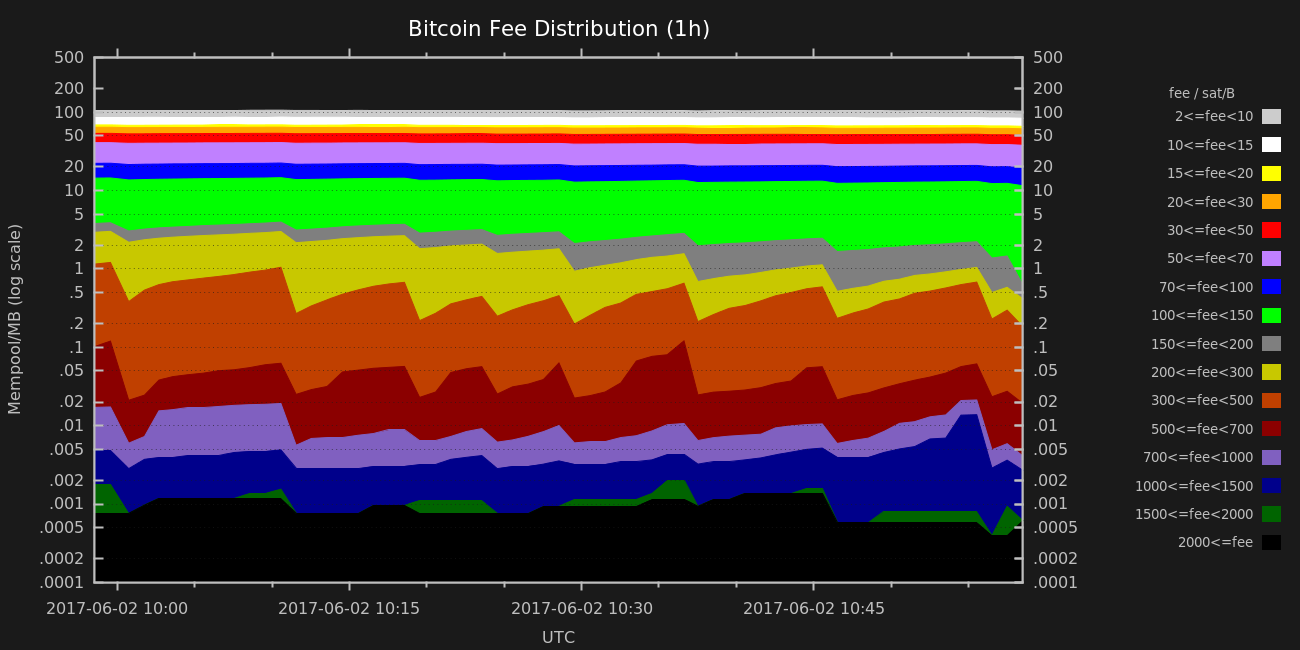 Bitcoin Fee Distribution (1h)
500
200
100
50
20
10
5
2
1
.5
.2
.1
.05
.02
.01
.005
.002
.001
.0005
.0002
.0001
Mempool/MB (log scale)
500
200
100
50
20
10
5
2
1
.5
.2
.1
.05
.02
.01
.005
.002
.001
.0005
.0002
.0001
2017-06-02 10:00
2017-06-02 10:15
2017-06-02 10:30
2017-06-02 10:45
UTC
fee / sat/B
2<=fee<10
10<=fee<15
15<=fee<20
20<=fee<30
30<=fee<50
50<=fee<70
70<=fee<100
100<=fee<150
150<=fee<200
200<=fee<300
300<=fee<500
500<=fee<700
700<=fee<1000
1000<=fee<1500
1500<=fee<2000
2000<=fee